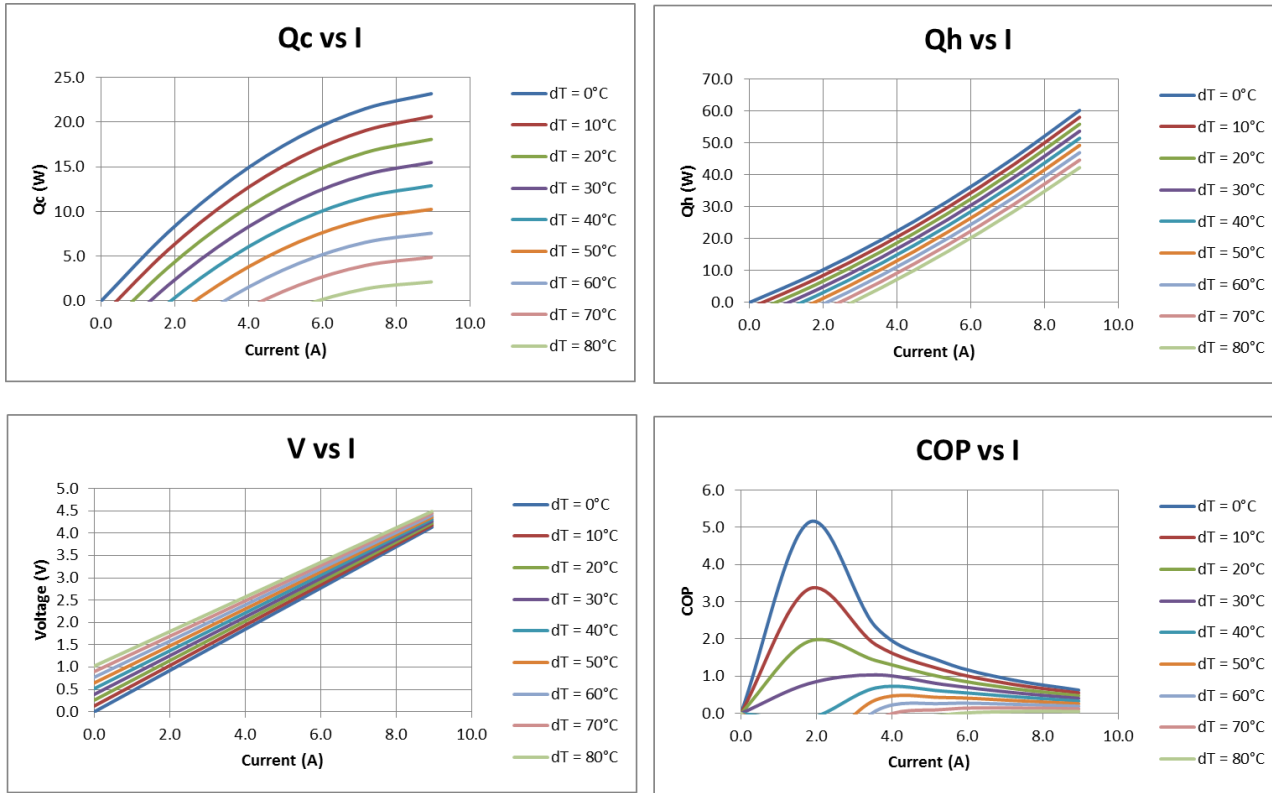 Qc vs I
25.0
20.0
15.0
10.0
5.0
0.0
Qc (W)
0.0 2.0 4.0 6.0 8.0 10.0
Current (A)
dT = 0°C
dT = 10°C
dT = 20°C
dT = 30°C
dT = 40°C
dT = 50°C
dT = 60°C
dT = 70°C
dT = 80°C
Qh vs I
70.0
60.0
50.0
40.0
30.0
20.0
10.0
0.0
Qh (W)
0.0 2.0 4.0 6.0 8.0 10.0
Current (A)
dT = 0°C
dT = 10°C
dT = 20°C
dT = 30°C
dT = 40°C
dT = 50°C
dT = 60°C
dT = 70°C
dT = 80°C
V vs I
5.0
4.5
4.0
3.5
3.0
2.5
2.0
1.5
1.0
0.5
0.0
Voltage (V)
0.0 2.0 4.0 6.0 8.0 10.0
Current (A)
dT = 0°C
dT = 10°C
dT = 20°C
dT = 30°C
dT = 40°C
dT = 50°C
dT = 60°C
dT = 70°C
dT = 80°C
COP vs I
6.0
5.0
4.0
3.0
2.0
1.0
0.0
COP
0.0 2.0 4.0 6.0 8.0 10.0
Current (A)
dT = 0°C
dT = 10°C
dT = 20°C
dT = 30°C
dT = 40°C
dT = 50°C
dT = 60°C
dT = 70°C
dT = 80°C